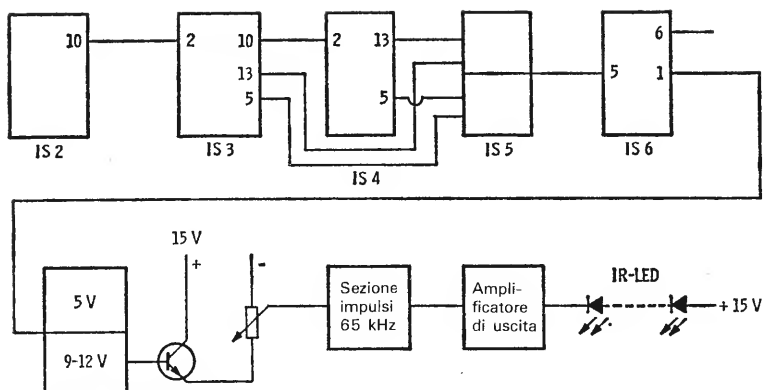 10
2
10
13
5
2
13
5
5
6
1
IS 2
IS 3
IS 4
IS 5
IS 6
15 V
+
-
5 V
9-12 V
Sezione
impulsi
65 kHz
Ampli-
ficatore
di uscita
IR-LED
+ 15 V